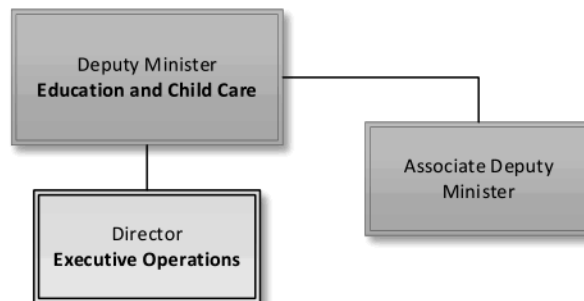 Deputy Minister
Education and Child Care
Associate Deputy
Minister
Director
Executive Operations